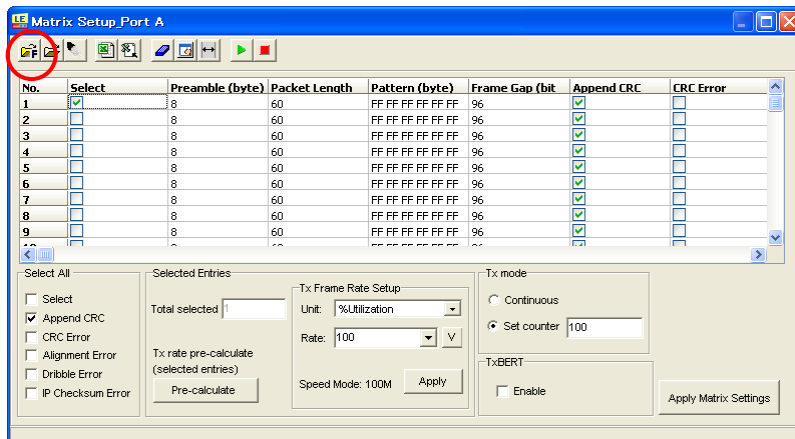 LE Matrix Setup_Port A
F
No. Select Preamble (byte) Packet Length Pattern (byte) Frame Gap (bit Append CRC CRC Error
1 8 60 FF FF FF FF FF FF 96
2 8 60 FF FF FF FF FF FF 96
3 8 60 FF FF FF FF FF FF 96
4 8 60 FF FF FF FF FF FF 96
5 8 60 FF FF FF FF FF FF 96
6 8 60 FF FF FF FF FF FF 96
7 8 60 FF FF FF FF FF FF 96
8 8 60 FF FF FF FF FF FF 96
9 8 60 FF FF FF FF FF FF 96
Select All
Select
Append CRC
CRC Error
Alignment Error
Dribble Error
IP Checksum Error
Selected Entries
Total selected 1
Tx rate pre-calculate
(selected entries)
Pre-calculate
Tx Frame Rate Setup
Unit: %Utilization
Rate: 100 V
Speed Mode: 100M Apply
Tx mode
Continuous
Set counter 100
TxBERT
Enable
Apply Matrix Settings